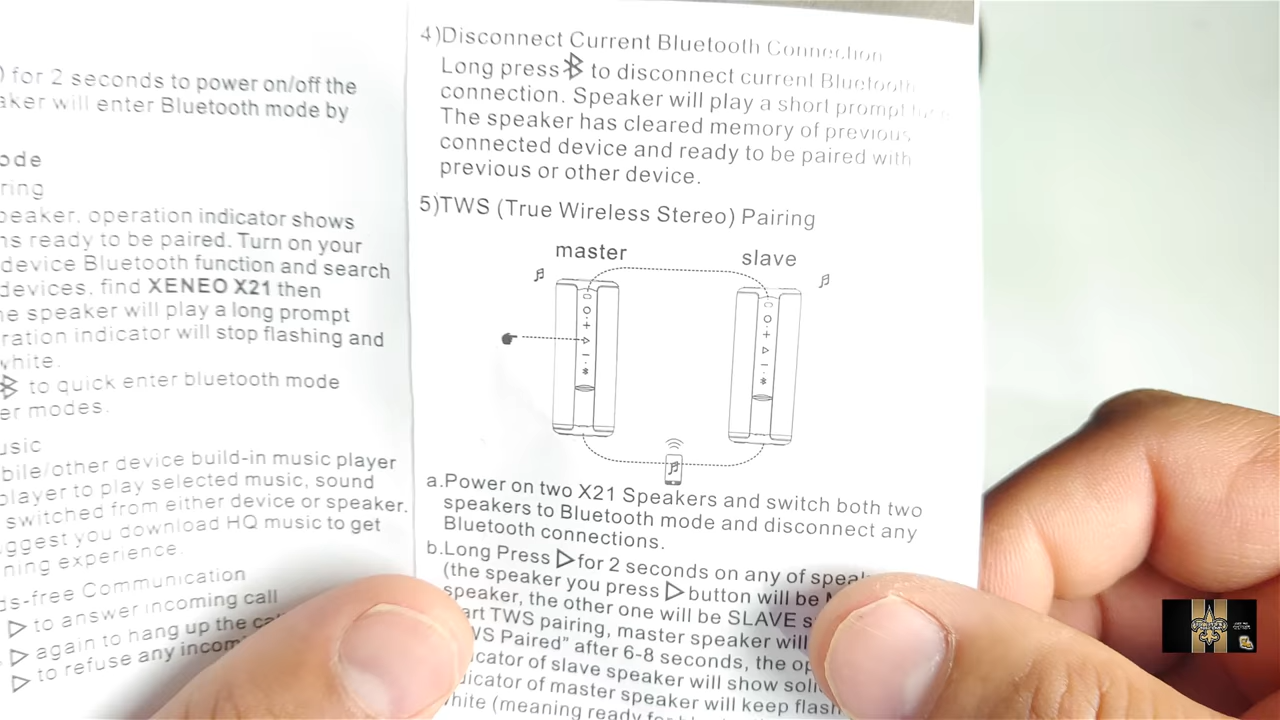 ) for 2 seconds to power on/off the
aker will enter Bluetooth mode by
ode
ring
peaker, operation indicator shows
ns ready to be paired. Turn on your
device Bluetooth function and search
devices, find XENEO X21 then
he speaker will play a long prompt
ration indicator will stop flashing and
white.
to quick enter bluetooth mode
er modes.
usic
bile/other device build-in music player
player to play selected music, sound
switched from either device or speaker.
ggest you download HQ music to get
ning experience.
ds-free Communication
▷ to answer incoming call
▷ again to hang up the ca
▷ to refuse any incom
4)Disconnect Current Bluetooth Connection
Long press to disconnect current Bluetooth
connection. Speaker will play a short prompt
The speaker has cleared memory of previous
connected device and ready to be paired with
previous or other device.
5)TWS (True Wireless Stereo) Pairing
master slave
a.Power on two X21 Speakers and switch both two
speakers to Bluetooth mode and disconnect any
Bluetooth connections.
b.Long Press ▷ for 2 seconds on any of spea
(the speaker you press ▷ button will be
speaker, the other one will be SLAVE s
art TWS pairing, master speaker will
WS Paired” after 6-8 seconds, the op
icator of slave speaker will show soli
icator of master speaker will keep flash
hite (meaning ready for